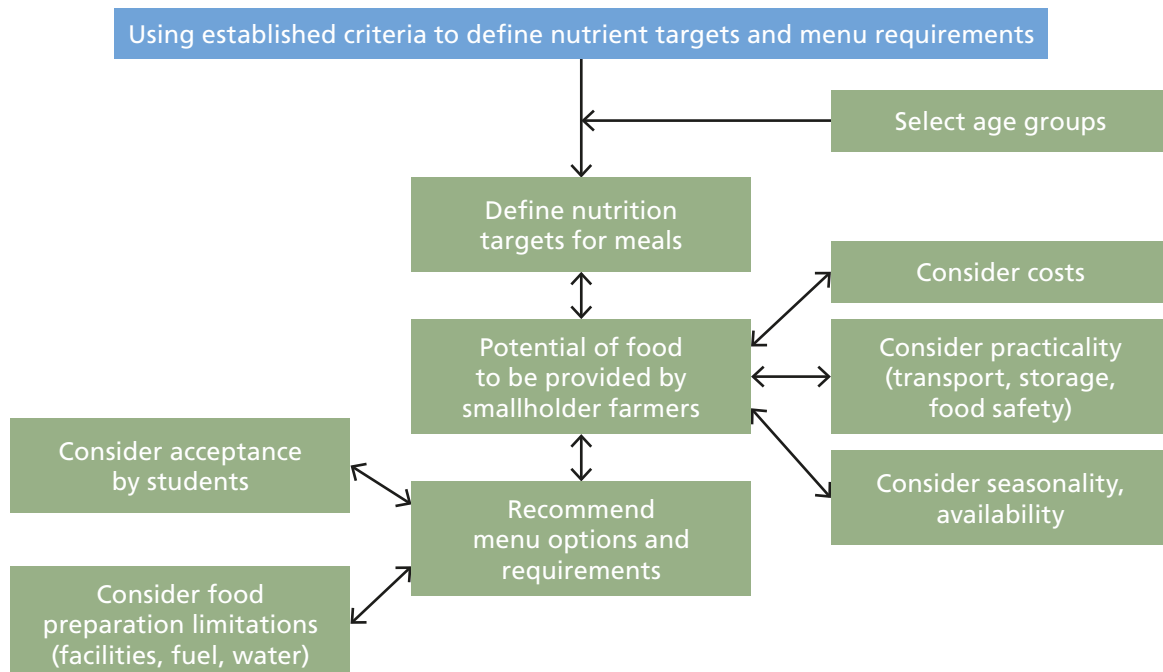 Using established criteria to define nutrient targets and menu requirements
Select age groups
Define nutrition
targets for meals
Consider costs
Potential of food
to be provided by
smallholder farmers
Consider practicality
(transport, storage,
food safety)
Consider acceptance
by students
Consider seasonality,
availability
Recommend
menu options and
requirements
Consider food
preparation limitations
(facilities, fuel, water)